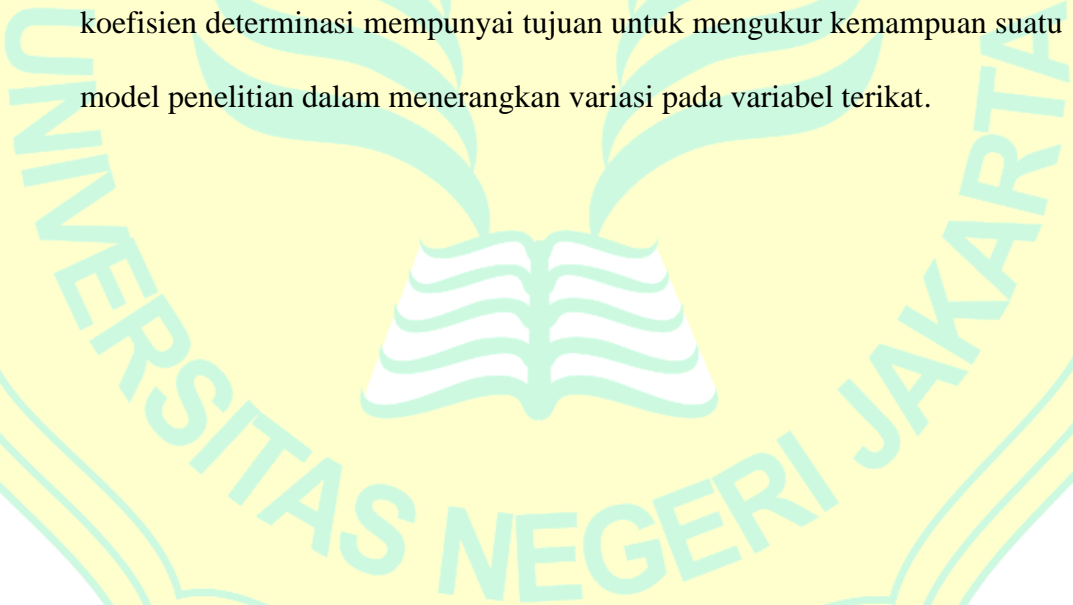 koefisien determinasi mempunyai tujuan untuk mengukur kemampuan suatu
model penelitian dalam menerangkan variasi pada variabel terikat.
UNIVERSITAS NEGERI JAKARTA